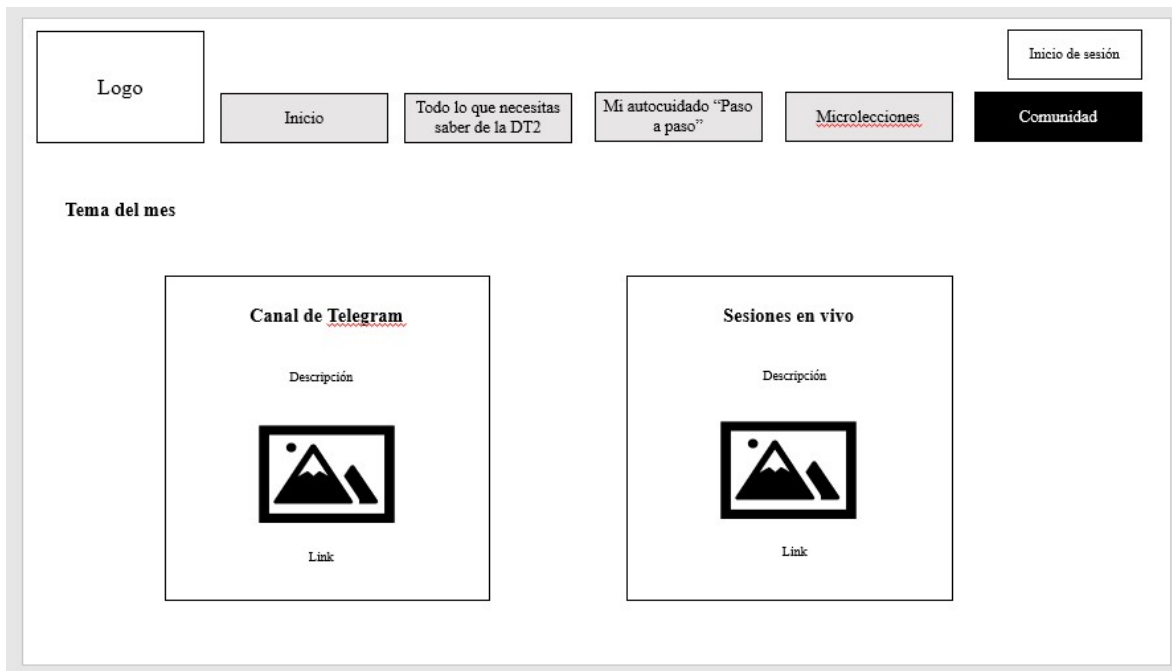 Inicio de sesión
Logo
Inicio
Todo lo que necesitas
saber de la DT2
Mi autocuidado “Paso
a paso”
Microlecciones
Comunidad
Tema del mes
Canal de Telegram
Descripción
Link
Sesiones en vivo
Descripción
Link